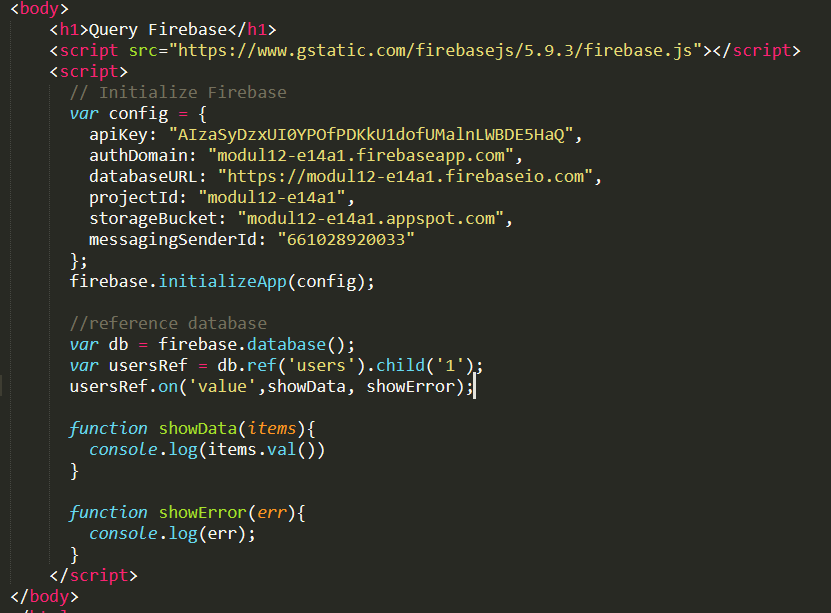 <body>
<h1>Query Firebase</h1>
<script src="https://www.gstatic.com/firebasejs/5.9.3/firebase.js"></script>
<script>
// Initialize Firebase
var config = {
apiKey: "AIzaSyDzxUI0YPOfPDKkU1dofUMalnLWBDE5HaQ",
authDomain: "modul12-e14a1.firebaseapp.com",
databaseURL: "https://modul12-e14a1.firebaseio.com",
projectId: "modul12-e14a1",
storageBucket: "modul12-e14a1.appspot.com",
messagingSenderId: "661028920033"
};
firebase.initializeApp(config);
//reference database
var db = firebase.database();
var usersRef = db.ref('users').child('1');
usersRef.on('value',showData, showError);
function showData(items){
console.log(items.val())
}
function showError(err){
console.log(err);
}
</script>
</body>